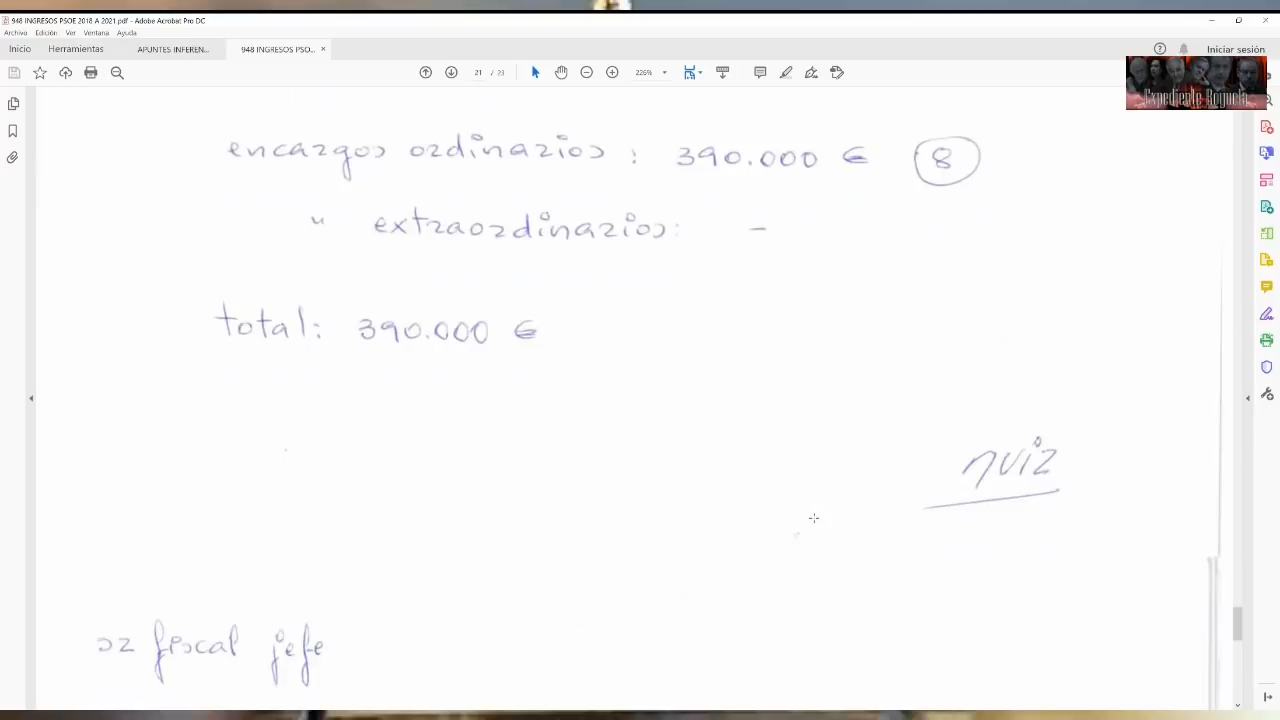 948 INGRESOS PSOE 2018 A 2021.pdf - Adobe Acrobat Pro DC
Archivo Edición Ver Ventana Ayuda
Inicio Herramientas APUNTES INFEREN... 948 INGRESOS PSO... × Iniciar sesión
21 / 23 226%
Expediente Royuela
encargos ordinarios : 390.000 € 8
" extraordinarios: -
total: 390.000 €
ruiz
sr fiscal jefe